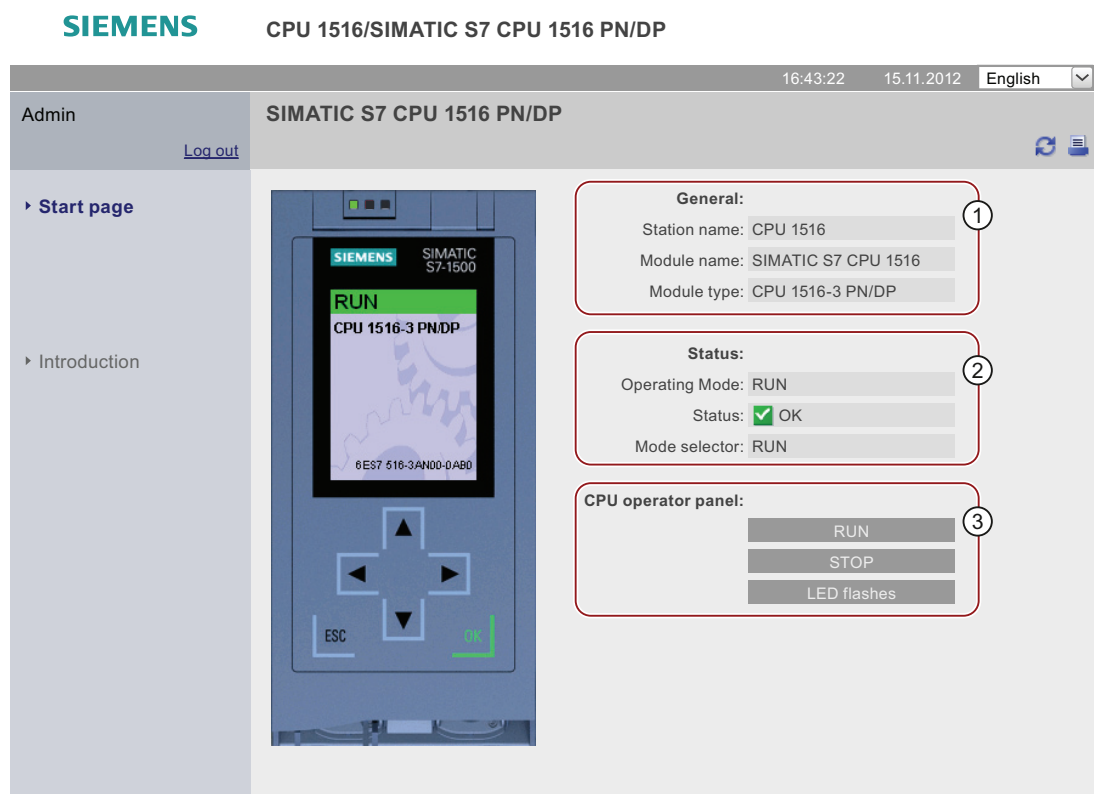 SIEMENS
CPU 1516/SIMATIC S7 CPU 1516 PN/DP
16:43:22 15.11.2012 English
Admin
Log out
SIMATIC S7 CPU 1516 PN/DP
Start page
Introduction
SIEMENS
SIMATIC
S7-1500
RUN
CPU 1516-3 PN/DP
6ES7 516-3AN00-0AB0
ESC
OK
General:
1
Station name: CPU 1516
Module name: SIMATIC S7 CPU 1516
Module type: CPU 1516-3 PN/DP
Status:
2
Operating Mode: RUN
Status: OK
Mode selector: RUN
CPU operator panel:
3
RUN
STOP
LED flashes